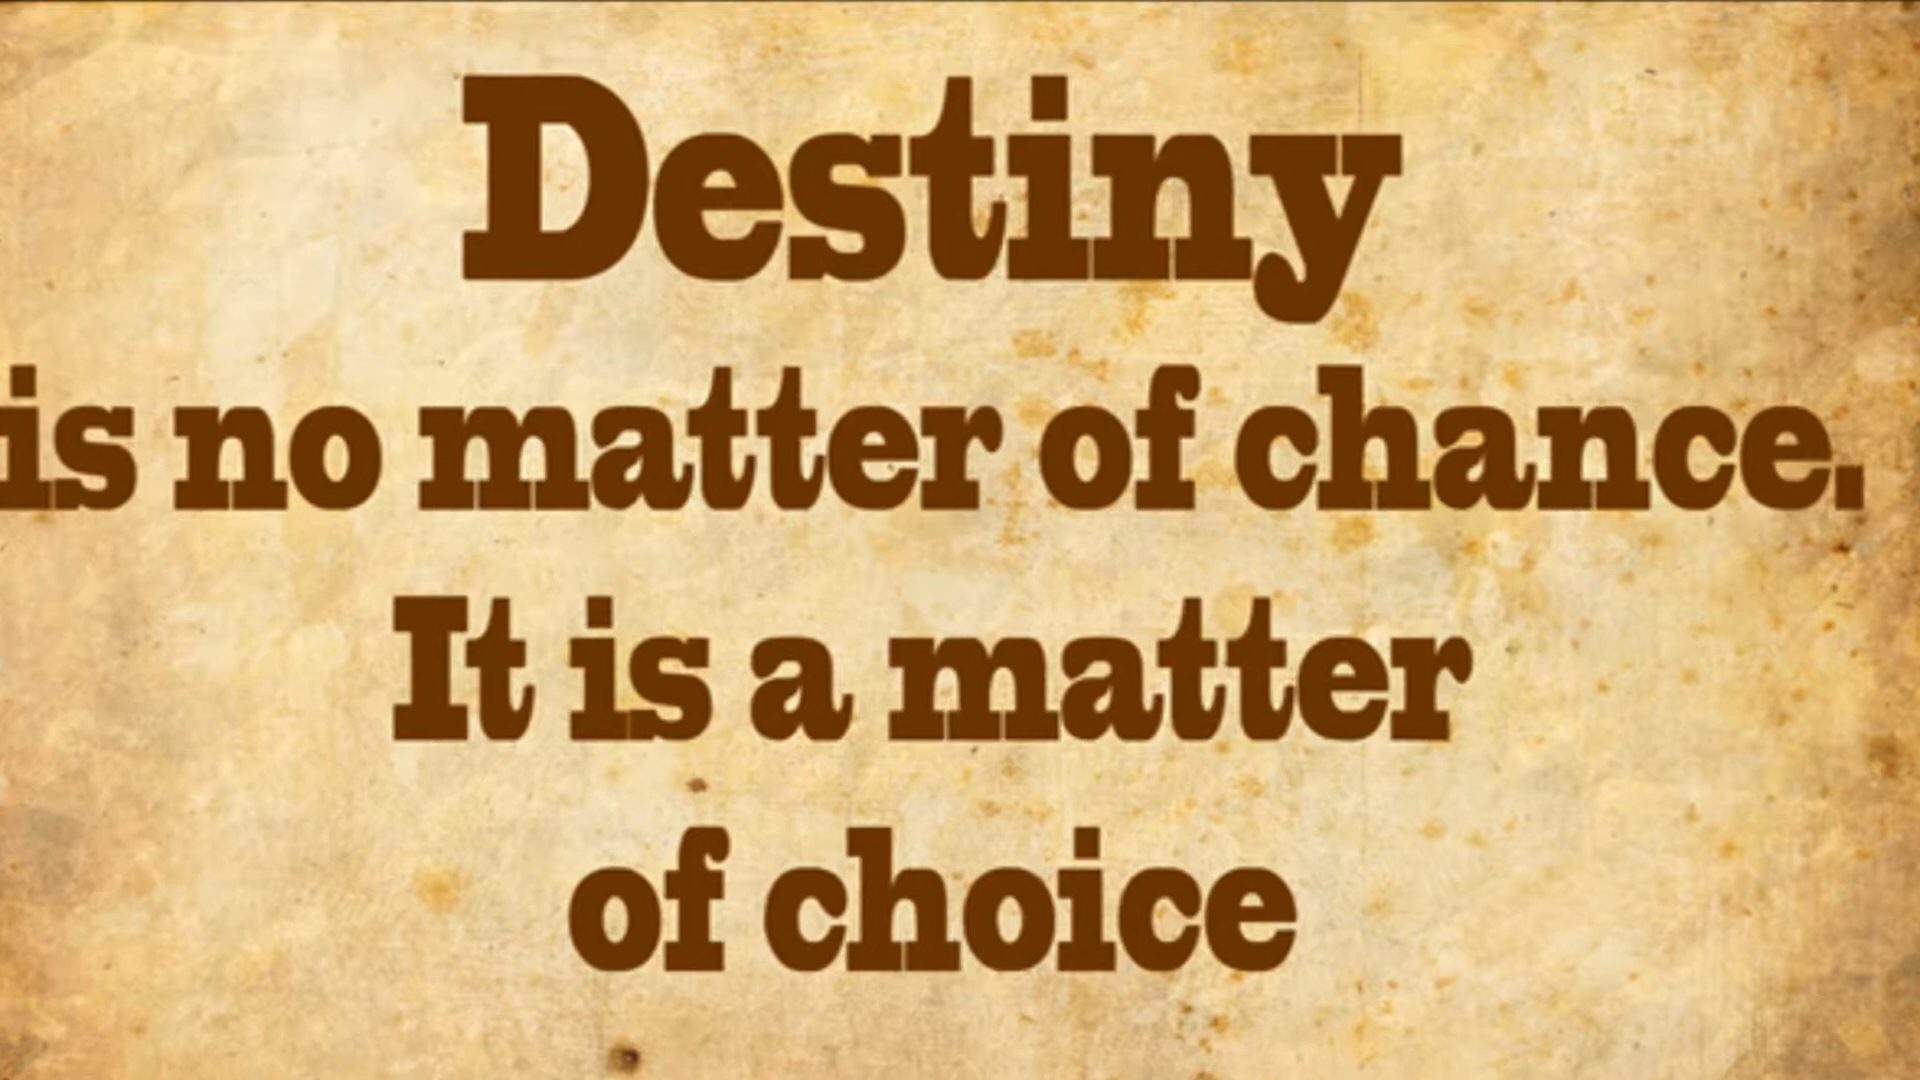 Destiny
is no matter of chance.
It is a matter
of choice